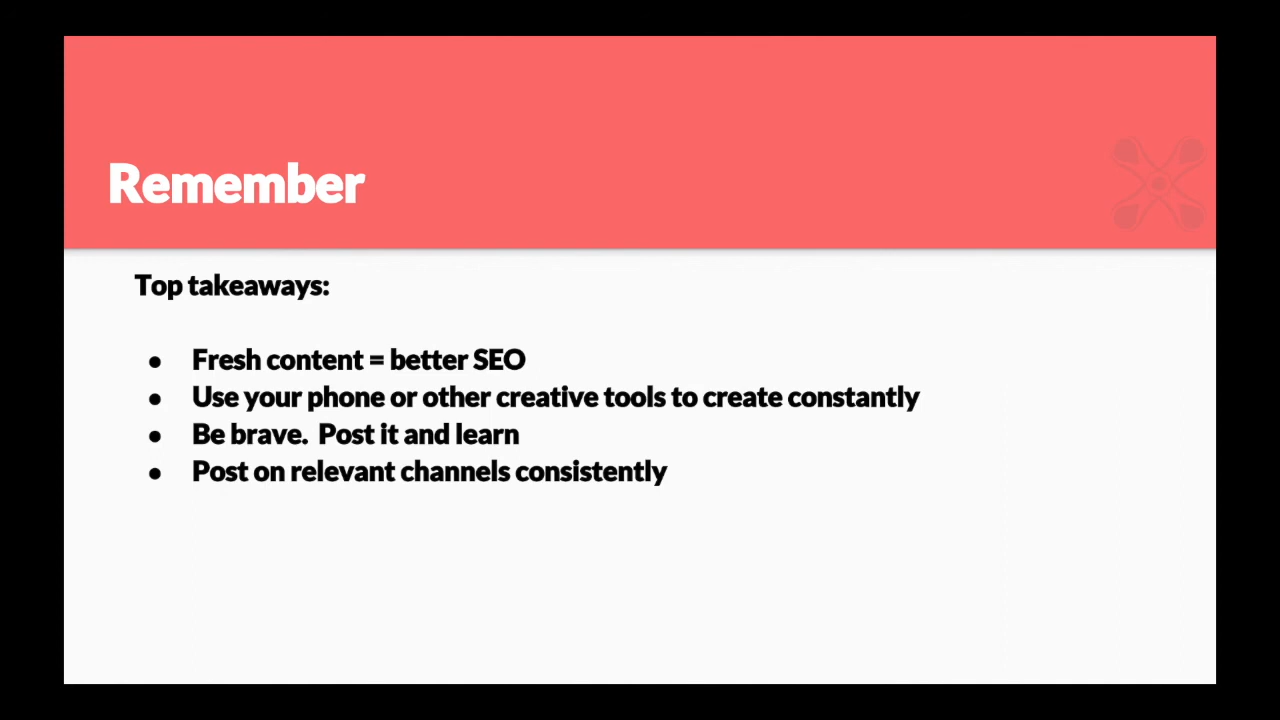 Remember
Top takeaways:
● Fresh content = better SEO
● Use your phone or other creative tools to create constantly
● Be brave.  Post it and learn
● Post on relevant channels consistently